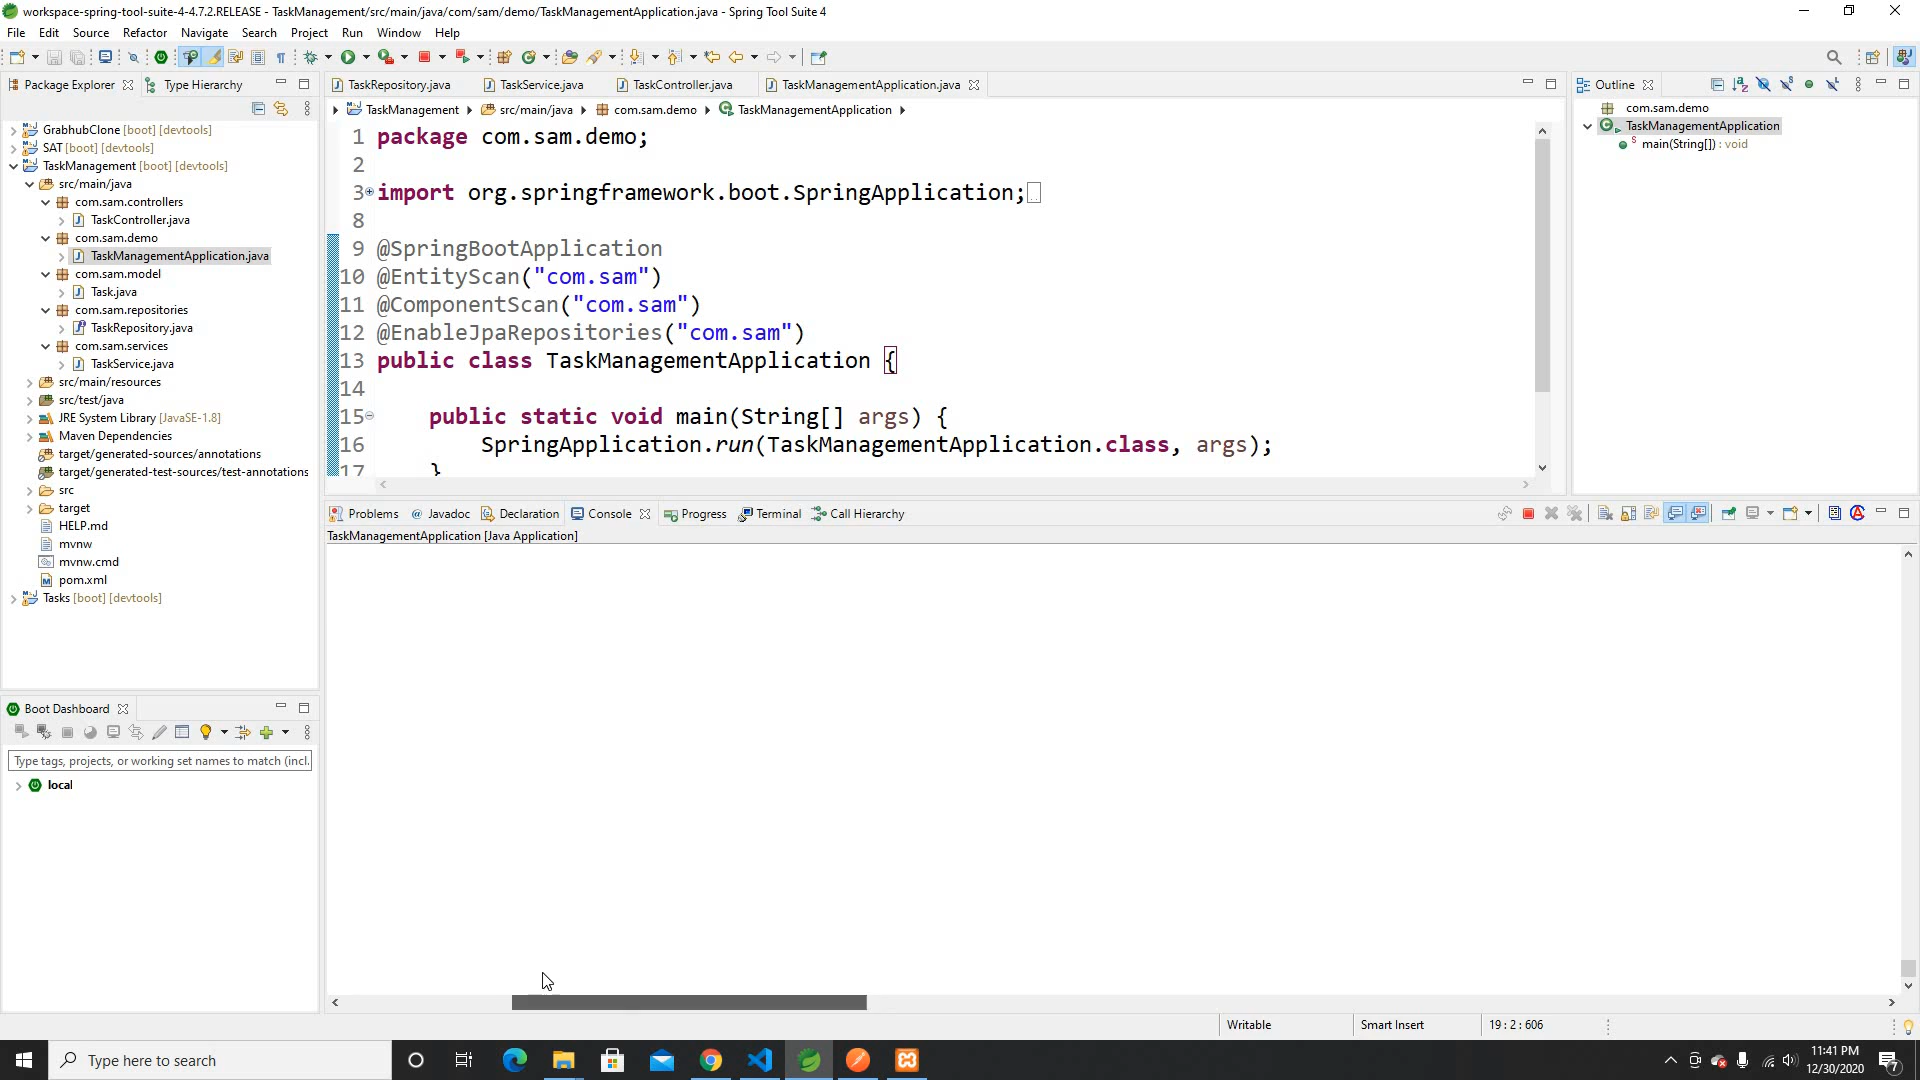 workspace-spring-tool-suite-4-4.7.2.RELEASE - TaskManagement/src/main/java/com/sam/demo/TaskManagementApplication.java - Spring Tool Suite 4
File Edit Source Refactor Navigate Search Project Run Window Help
Package Explorer Type Hierarchy
GrabhubClone [boot] [devtools]
SAT [boot] [devtools]
TaskManagement [boot] [devtools]
src/main/java
com.sam.controllers
TaskController.java
com.sam.demo
TaskManagementApplication.java
com.sam.model
Task.java
com.sam.repositories
TaskRepository.java
com.sam.services
TaskService.java
src/main/resources
src/test/java
JRE System Library [JavaSE-1.8]
Maven Dependencies
target/generated-sources/annotations
target/generated-test-sources/test-annotations
src
target
HELP.md
mvnw
mvnw.cmd
pom.xml
Tasks [boot] [devtools]
Boot Dashboard
Type tags, projects, or working set names to match (incl.
local
TaskRepository.java TaskService.java TaskController.java TaskManagementApplication.java
TaskManagement src/main/java com.sam.demo TaskManagementApplication
1 package com.sam.demo;
2
3 import org.springframework.boot.SpringApplication;
8
9 @SpringBootApplication
10 @EntityScan("com.sam")
11 @ComponentScan("com.sam")
12 @EnableJpaRepositories("com.sam")
13 public class TaskManagementApplication {
14
15 public static void main(String[] args) {
16 SpringApplication.run(TaskManagementApplication.class, args);
17 }
Outline
com.sam.demo
TaskManagementApplication
main(String[]) : void
Problems @ Javadoc Declaration Console Progress Terminal Call Hierarchy
TaskManagementApplication [Java Application]
Writable Smart Insert 19 : 2 : 606
Type here to search
11:41 PM
12/30/2020
7